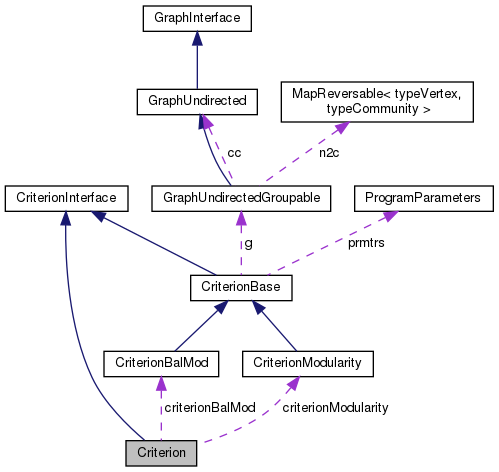 GraphInterface
GraphUndirected
MapReversable< typeVertex,
typeCommunity >
cc
n2c
CriterionInterface
GraphUndirectedGroupable
ProgramParameters
g
prmtrs
CriterionBase
CriterionBalMod
CriterionModularity
criterionBalMod
criterionModularity
Criterion